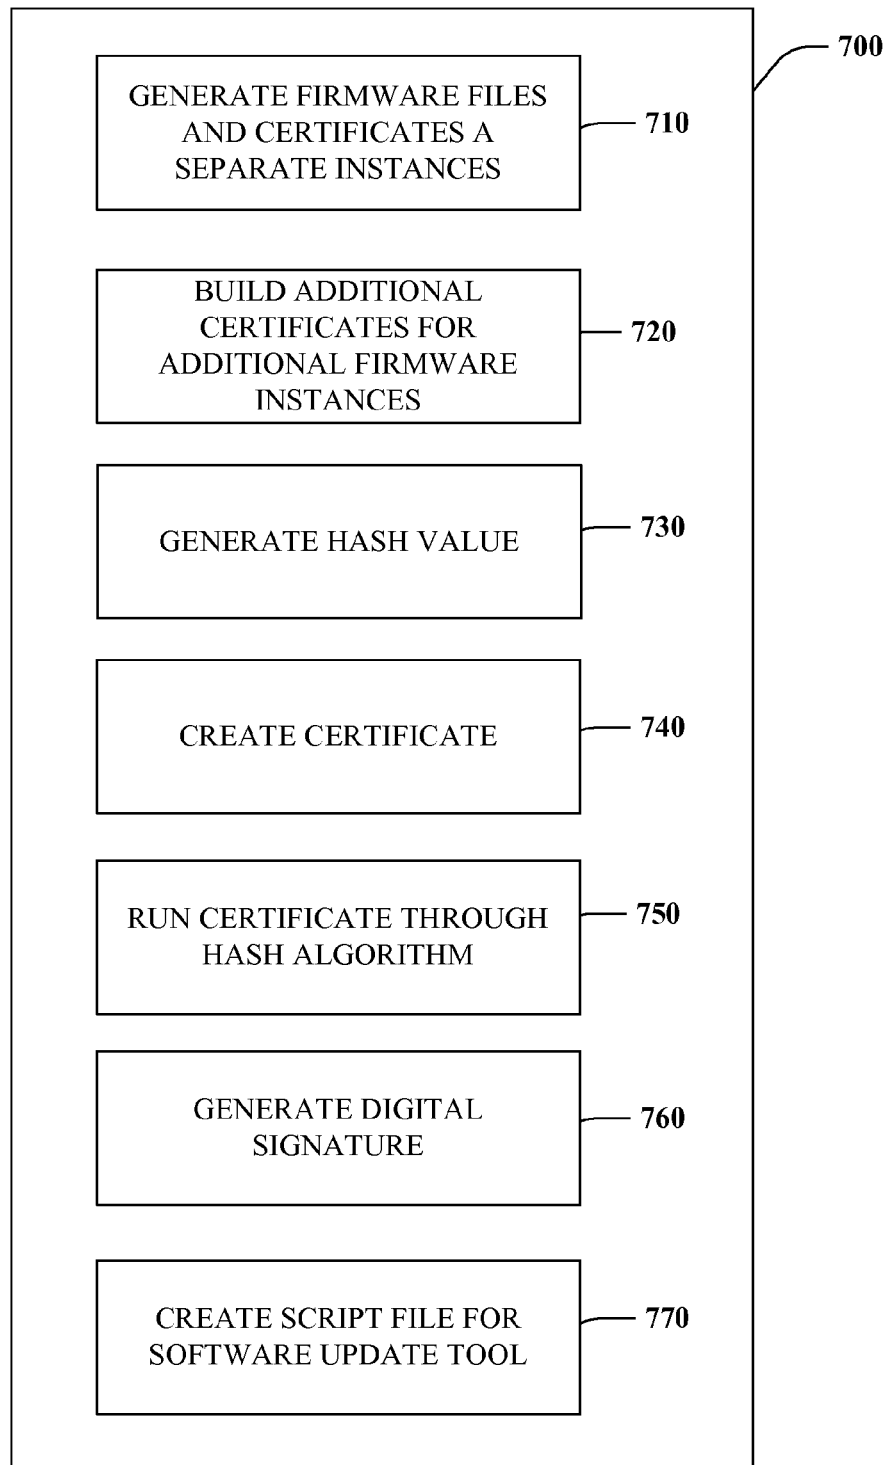 700
GENERATE FIRMWARE FILES
AND CERTIFICATES A
SEPARATE INSTANCES
710
BUILD ADDITIONAL
CERTIFICATES FOR
ADDITIONAL FIRMWARE
INSTANCES
720
GENERATE HASH VALUE
730
CREATE CERTIFICATE
740
RUN CERTIFICATE THROUGH
HASH ALGORITHM
750
GENERATE DIGITAL
SIGNATURE
760
CREATE SCRIPT FILE FOR
SOFTWARE UPDATE TOOL
770